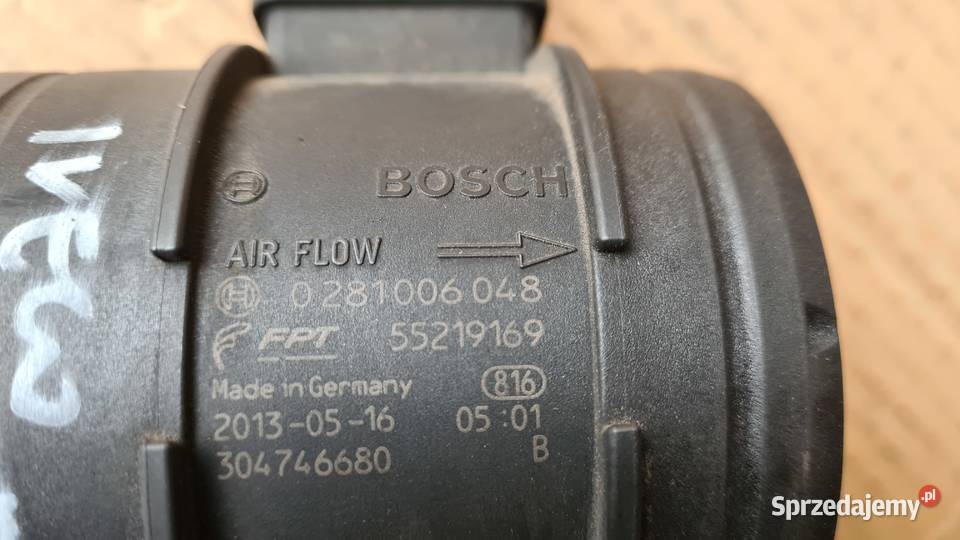 IVECO
BOSCH
AIR FLOW
0 281 006 048
FPT 55219169
Made in Germany 816
2013-05-16 05:01
304746680 B
Sprzedajemy.pl